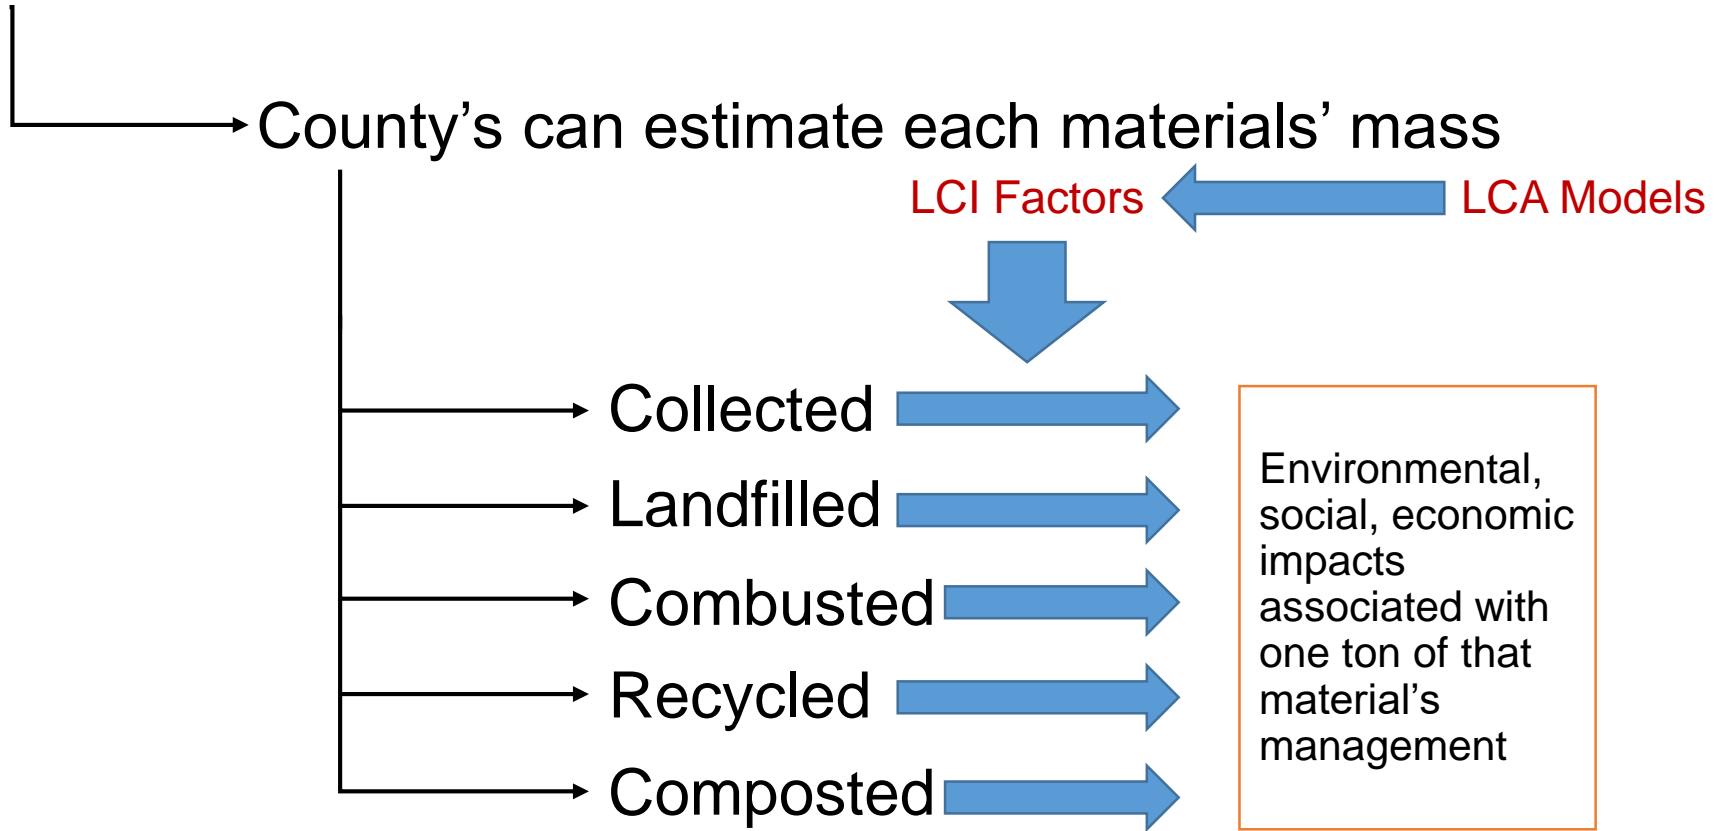 County’s can estimate each materials’ mass
LCI Factors
LCA Models
Collected
Landfilled
Combusted
Recycled
Composted
Environmental,
social, economic
impacts
associated with
one ton of that
material’s
management